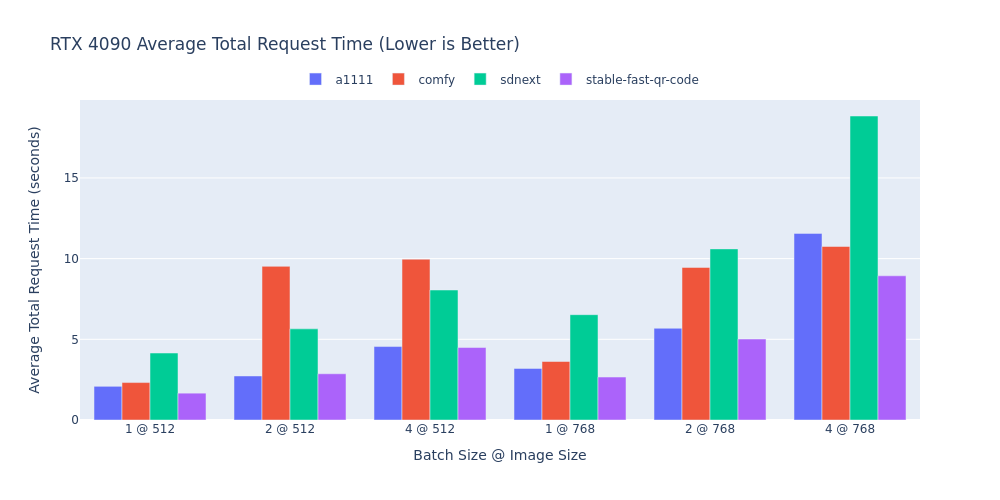 RTX 4090 Average Total Request Time (Lower is Better)
a1111 comfy sdnext stable-fast-qr-code
Average Total Request Time (seconds)
15
10
5
0
1 @ 512 2 @ 512 4 @ 512 1 @ 768 2 @ 768 4 @ 768
Batch Size @ Image Size